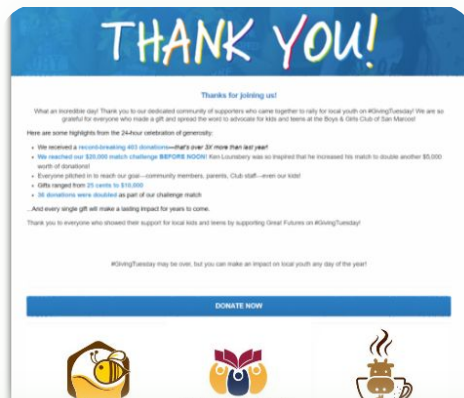 THANK YOU!
Thanks for joining us!
What an incredible day! Thank you to our dedicated community of supporters who came together to rally for local youth on #GivingTuesday! We are so
grateful for everyone who made a gift and spread the word to advocate for kids and teens at the Boys & Girls Club of San Marcos!
Here are some highlights from the 24-hour celebration of generosity:
• We received a record-breaking 403 donations—that's over 3X more than last year!
• We reached our $20,000 match challenge BEFORE NOON! Ken Lounsbery was so inspired that he increased his match to double another $5,000
worth of donations!
• Everyone pitched in to reach our goal—community members, parents, Club staff—even our kids!
• Gifts ranged from 25 cents to $10,000
• 36 donations were doubled as part of our challenge match
...And every single gift will make a lasting impact for years to come.
Thank you to everyone who showed their support for local kids and teens by supporting Great Futures on #GivingTuesday!
#GivingTuesday may be over, but you can make an impact on local youth any day of the year!
DONATE NOW